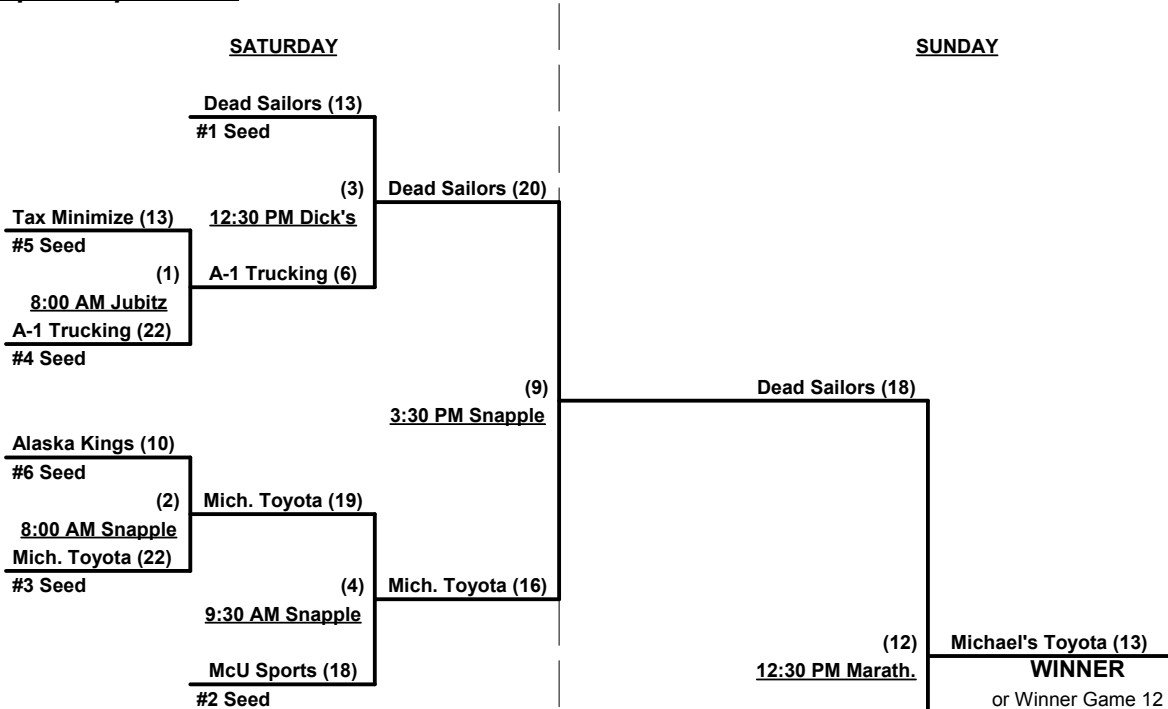 SATURDAY
SUNDAY
Dead Sailors (13)
#1 Seed
(3)
Dead Sailors (20)
Tax Minimize (13)
12:30 PM Dick's
#5 Seed
(1)
A-1 Trucking (6)
8:00 AM Jubitz
A-1 Trucking (22)
#4 Seed
(9)
Dead Sailors (18)
3:30 PM Snapple
Alaska Kings (10)
#6 Seed
(2)
Mich. Toyota (19)
8:00 AM Snapple
Mich. Toyota (22)
#3 Seed
(4)
Mich. Toyota (16)
9:30 AM Snapple
(12)
Michael's Toyota (13)
McU Sports (18)
12:30 PM Marath.
WINNER
#2 Seed
or Winner Game 12